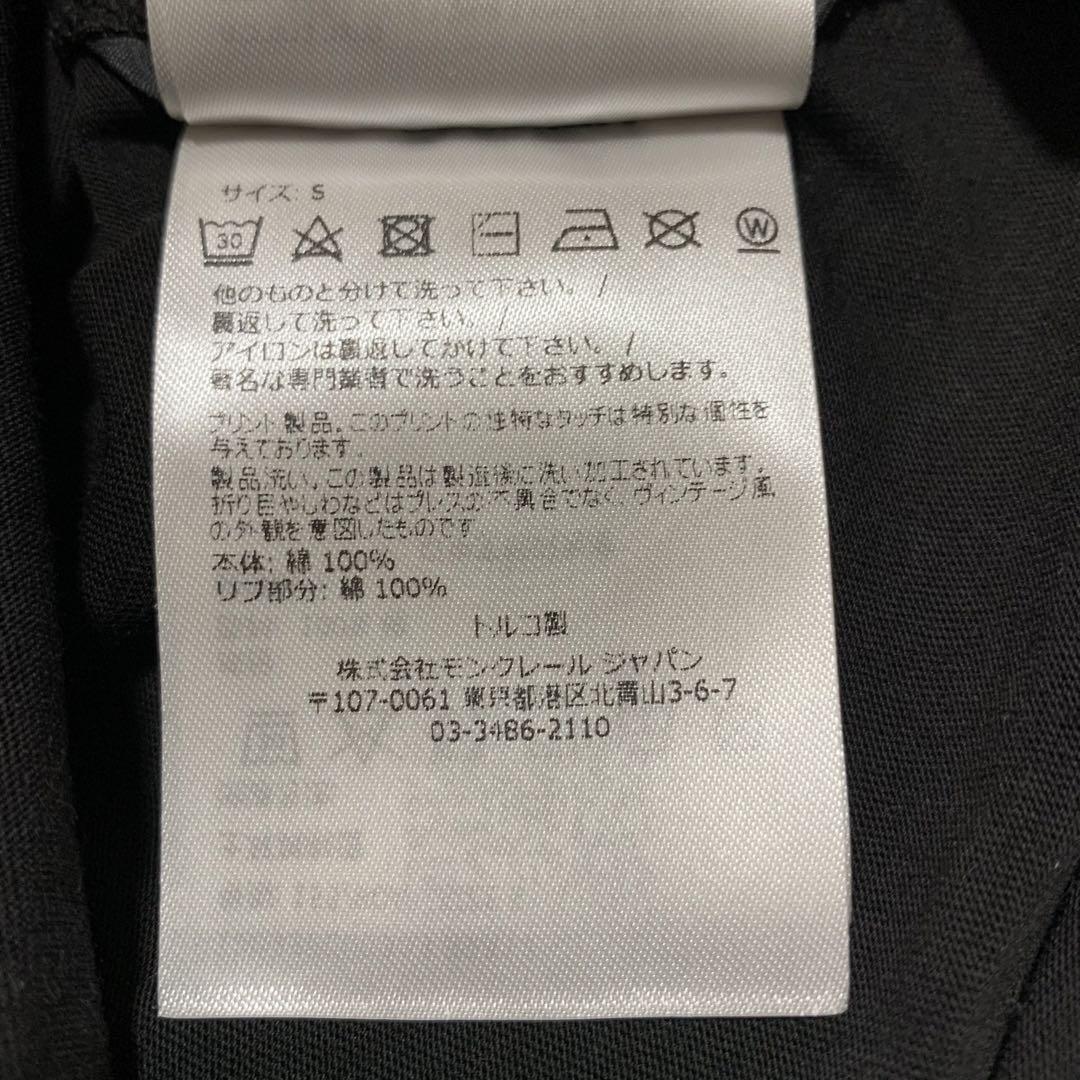 サイズ: S
30
W
他のものと分けて洗って下さい。 /
裏返して洗って下さい。 /
アイロンは裏返してかけて下さい。 /
著名な専門業者で洗うことをおすすめします。
プリント製品。このプリントの独特なタッチは特別な個性を
与えております。
製品洗い。この製品は製造後に洗い加工されています。
折り目やしわなどはプレスの不具合でなく、ヴィンテージ風
の外観を意図したものです
本体: 綿 100%
リブ部分: 綿 100%
トルコ製
株式会社モンクレール ジャパン
〒107-0061 東京都港区北青山3-6-7
03-3486-2110